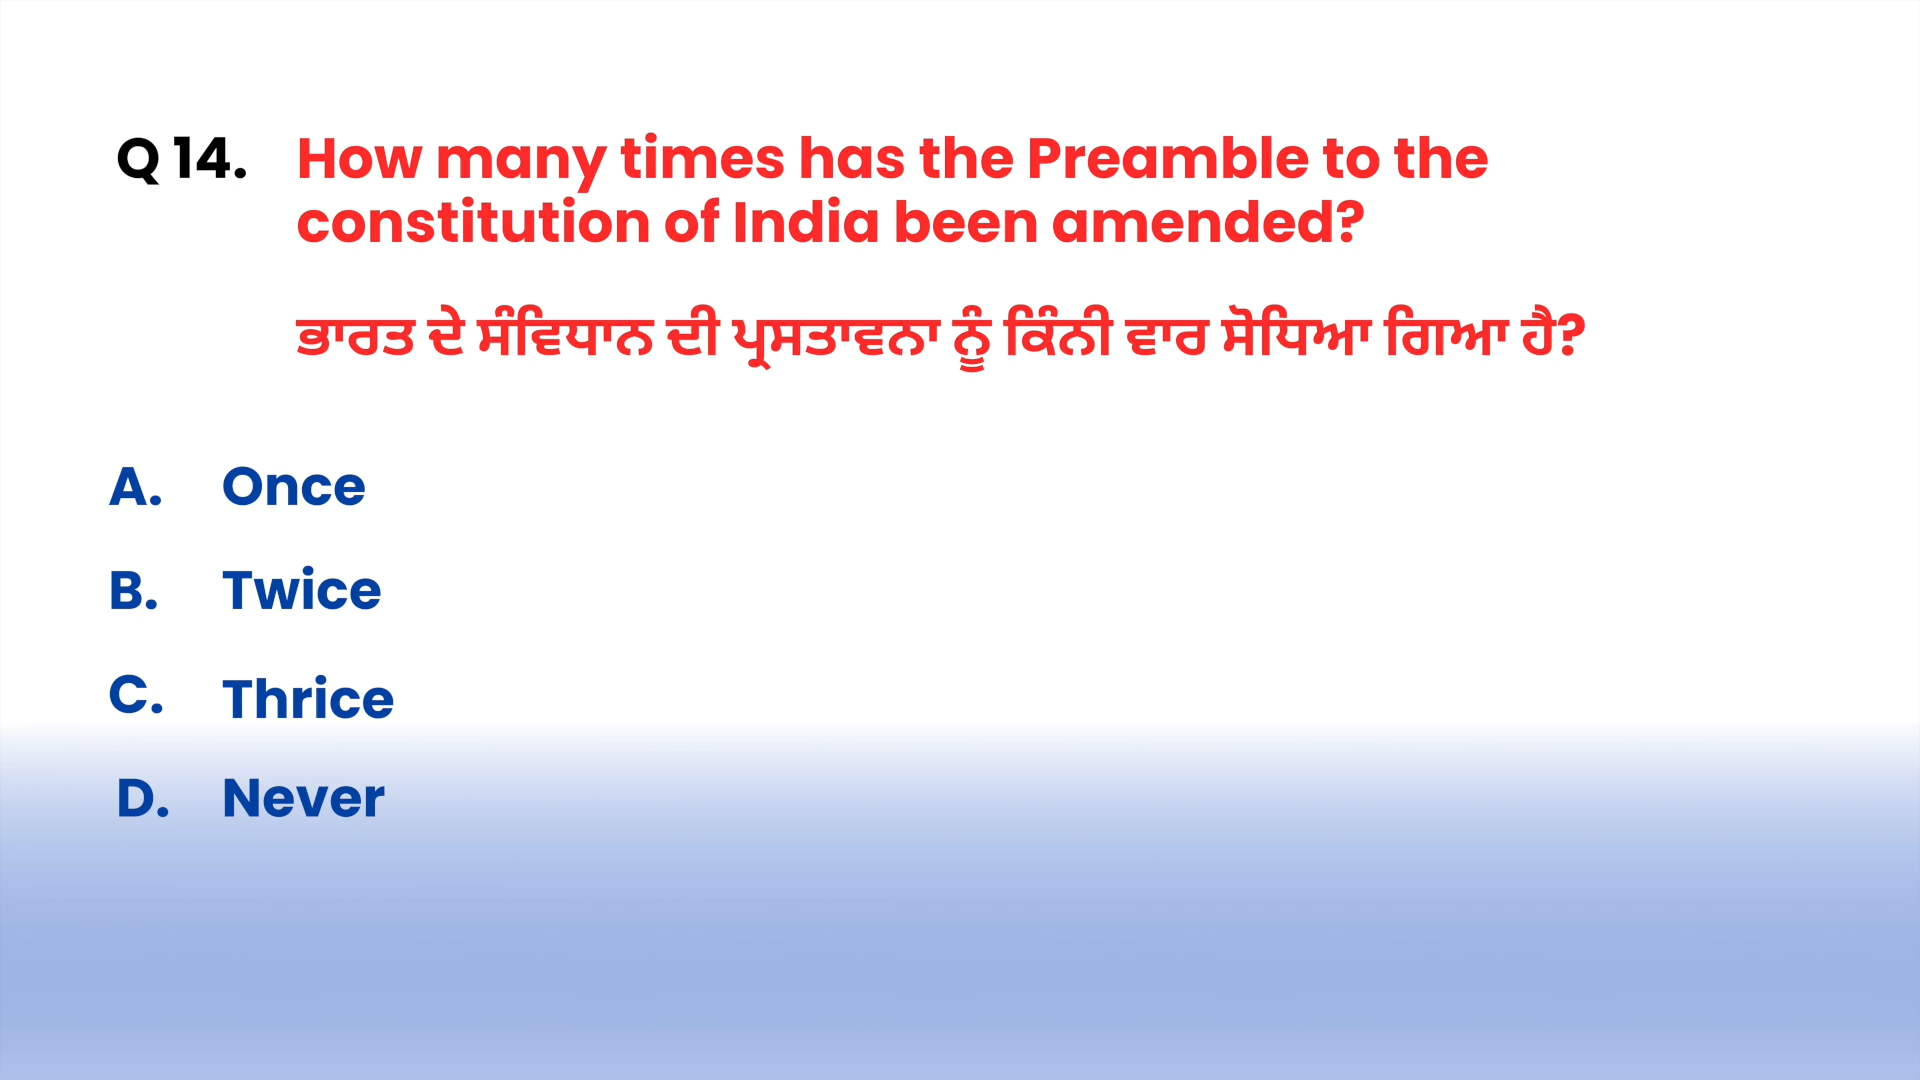 Q 14. How many times has the Preamble to the
constitution of India been amended?
ਭਾਰਤ ਦੇ ਸੰਵਿਧਾਨ ਦੀ ਪ੍ਰਸਤਾਵਨਾ ਨੂੰ ਕਿੰਨੀ ਵਾਰ ਸੋਧਿਆ ਗਿਆ ਹੈ?
A. Once
B. Twice
C. Thrice
D. Never